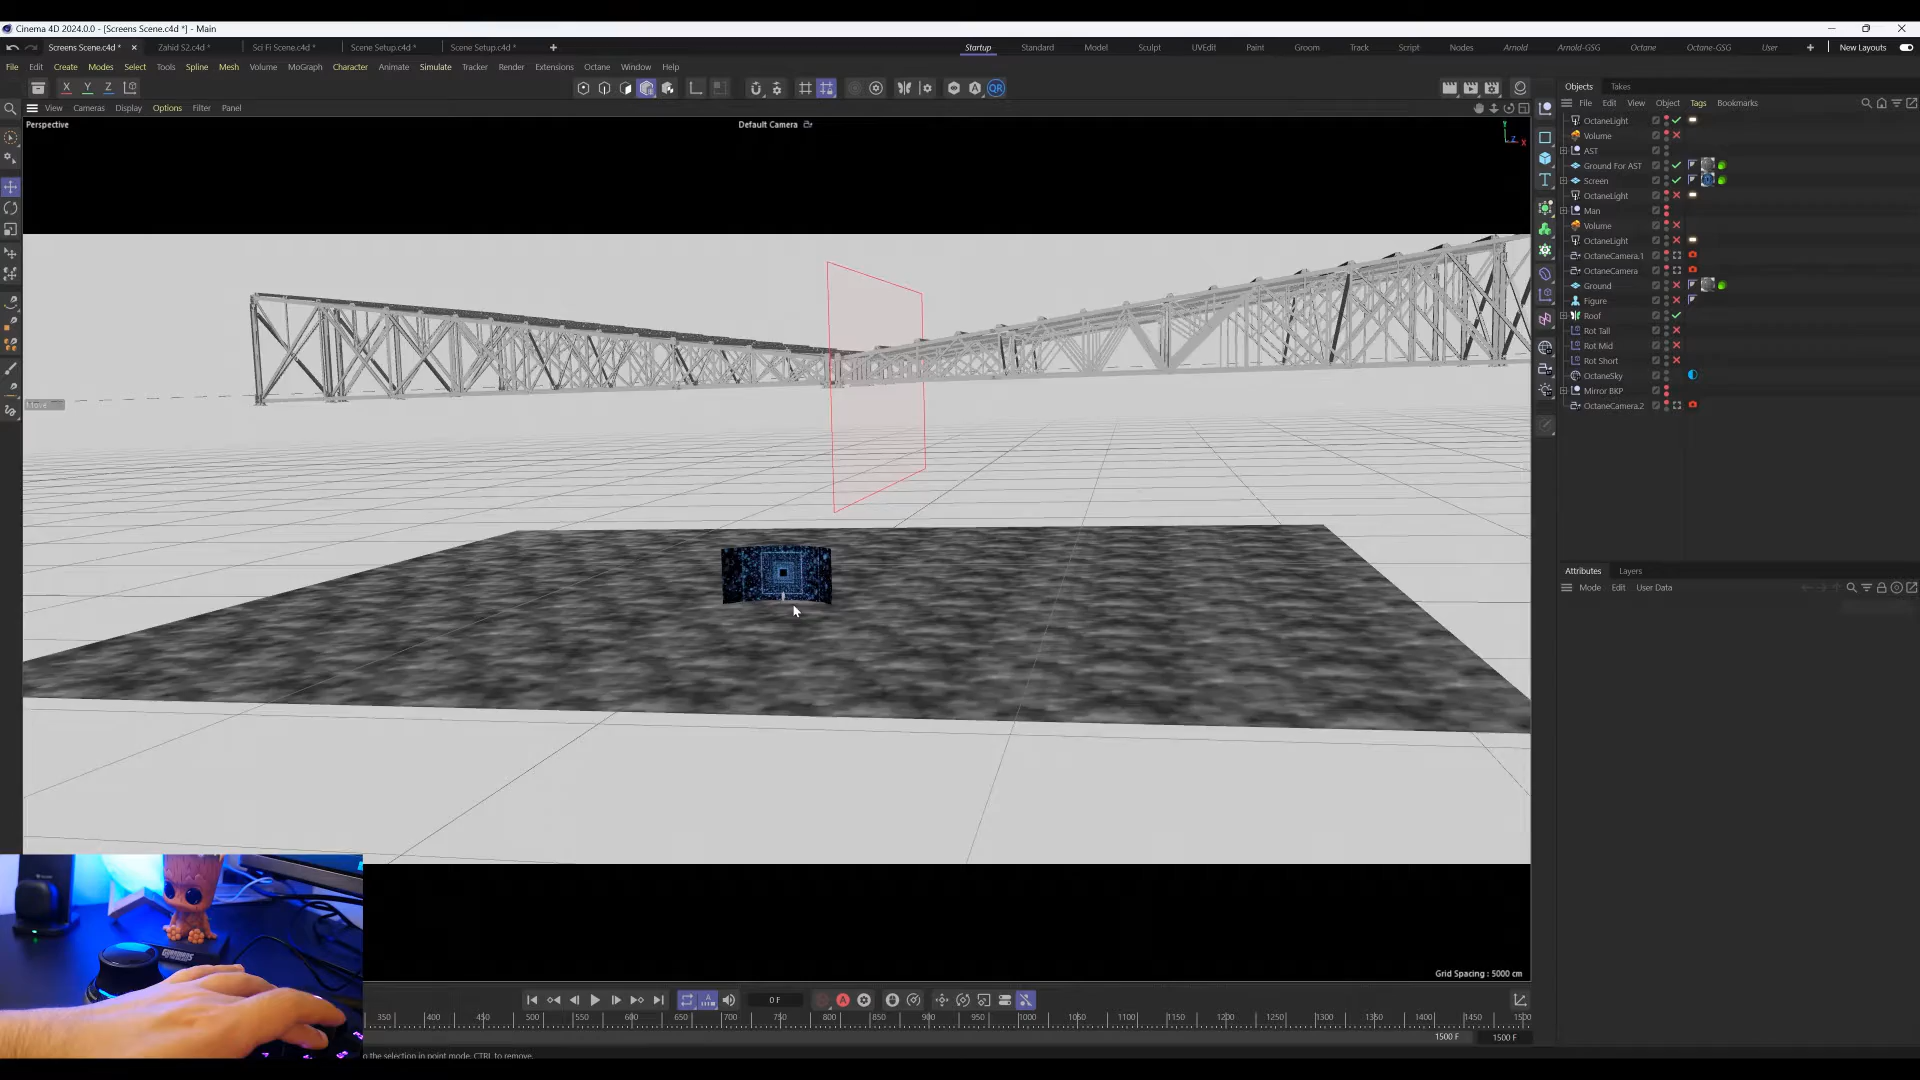 Cinema 4D 2024.0.0 - [Screens Scene.c4d *] - Main
Screens Scene.c4d * Zahid S2.c4d * Sci Fi Scene.c4d * Scene Setup.c4d * Scene Setup.c4d *
Startup Standard Model Sculpt UVEdit Paint Groom Track Script Nodes Arnold Arnold-GSG Octane Octane-GSG User New Layouts
File Edit Create Modes Select Tools Spline Mesh Volume MoGraph Character Animate Simulate Tracker Render Extensions Octane Window Help
X Y Z
QR
Objects Takes
View Cameras Display Options Filter Panel
File Edit View Object Tags Bookmarks
Perspective
Default Camera
OctaneLight
Volume
AST
Ground For AST
Screen
OctaneLight
Man
Volume
OctaneLight
OctaneCamera.1
OctaneCamera
Ground
Figure
Roof
Rot Tall
Rot Mid
Rot Short
OctaneSky
Mirror BKP
OctaneCamera.2
Move
Attributes Layers
Mode Edit User Data
Grid Spacing : 5000 cm
0 F
350 400 450 500 550 600 650 700 750 800 850 900 950 1000 1050 1100 1150 1200 1250 1300 1350 1400 1450 1500
1500 F 1500 F
o the selection in point mode, CTRL to remove.